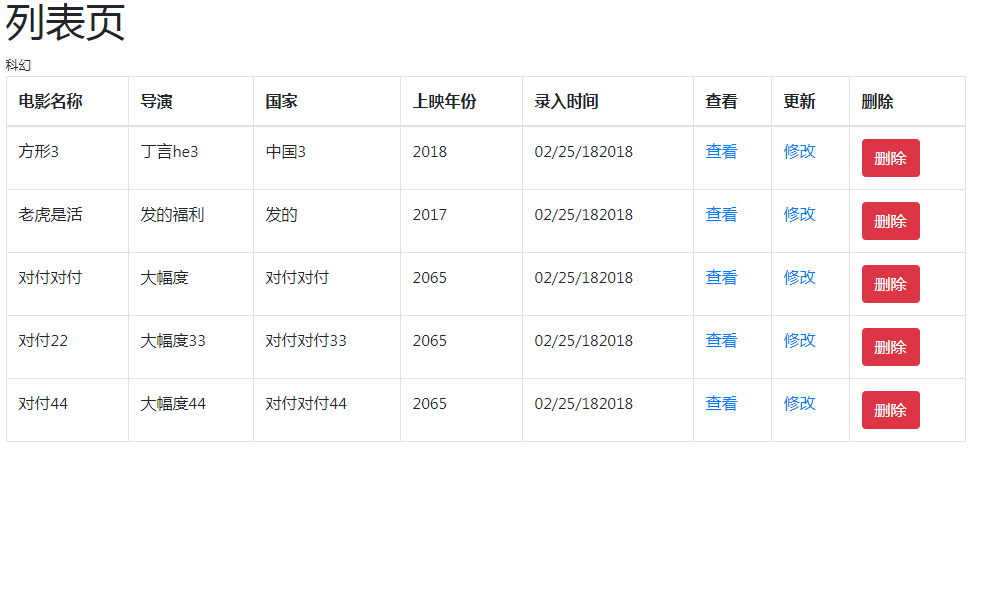 列表页
科幻
电影名称 导演 国家 上映年份 录入时间 查看 更新 删除
方形3 丁言he3 中国3 2018 02/25/182018 查看 修改 删除
老虎是活 发的福利 发的 2017 02/25/182018 查看 修改 删除
对付对付 大幅度 对付对付 2065 02/25/182018 查看 修改 删除
对付22 大幅度33 对付对付33 2065 02/25/182018 查看 修改 删除
对付44 大幅度44 对付对付44 2065 02/25/182018 查看 修改 删除